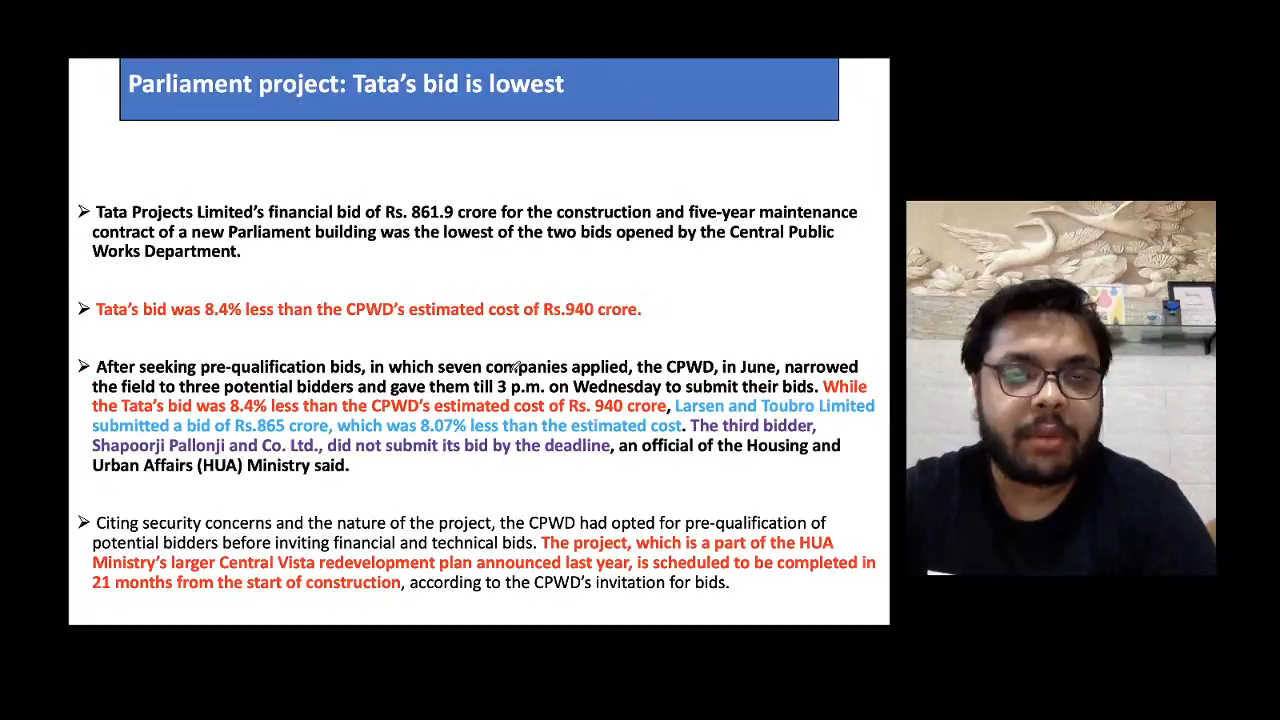 Parliament project: Tata's bid is lowest
➢ Tata Projects Limited's financial bid of Rs. 861.9 crore for the construction and five-year maintenance
contract of a new Parliament building was the lowest of the two bids opened by the Central Public
Works Department.
➢ Tata's bid was 8.4% less than the CPWD's estimated cost of Rs.940 crore.
➢ After seeking pre-qualification bids, in which seven companies applied, the CPWD, in June, narrowed
the field to three potential bidders and gave them till 3 p.m. on Wednesday to submit their bids. While
the Tata's bid was 8.4% less than the CPWD's estimated cost of Rs. 940 crore, Larsen and Toubro Limited
submitted a bid of Rs.865 crore, which was 8.07% less than the estimated cost. The third bidder,
Shapoorji Pallonji and Co. Ltd., did not submit its bid by the deadline, an official of the Housing and
Urban Affairs (HUA) Ministry said.
➢ Citing security concerns and the nature of the project, the CPWD had opted for pre-qualification of
potential bidders before inviting financial and technical bids. The project, which is a part of the HUA
Ministry's larger Central Vista redevelopment plan announced last year, is scheduled to be completed in
21 months from the start of construction, according to the CPWD's invitation for bids.